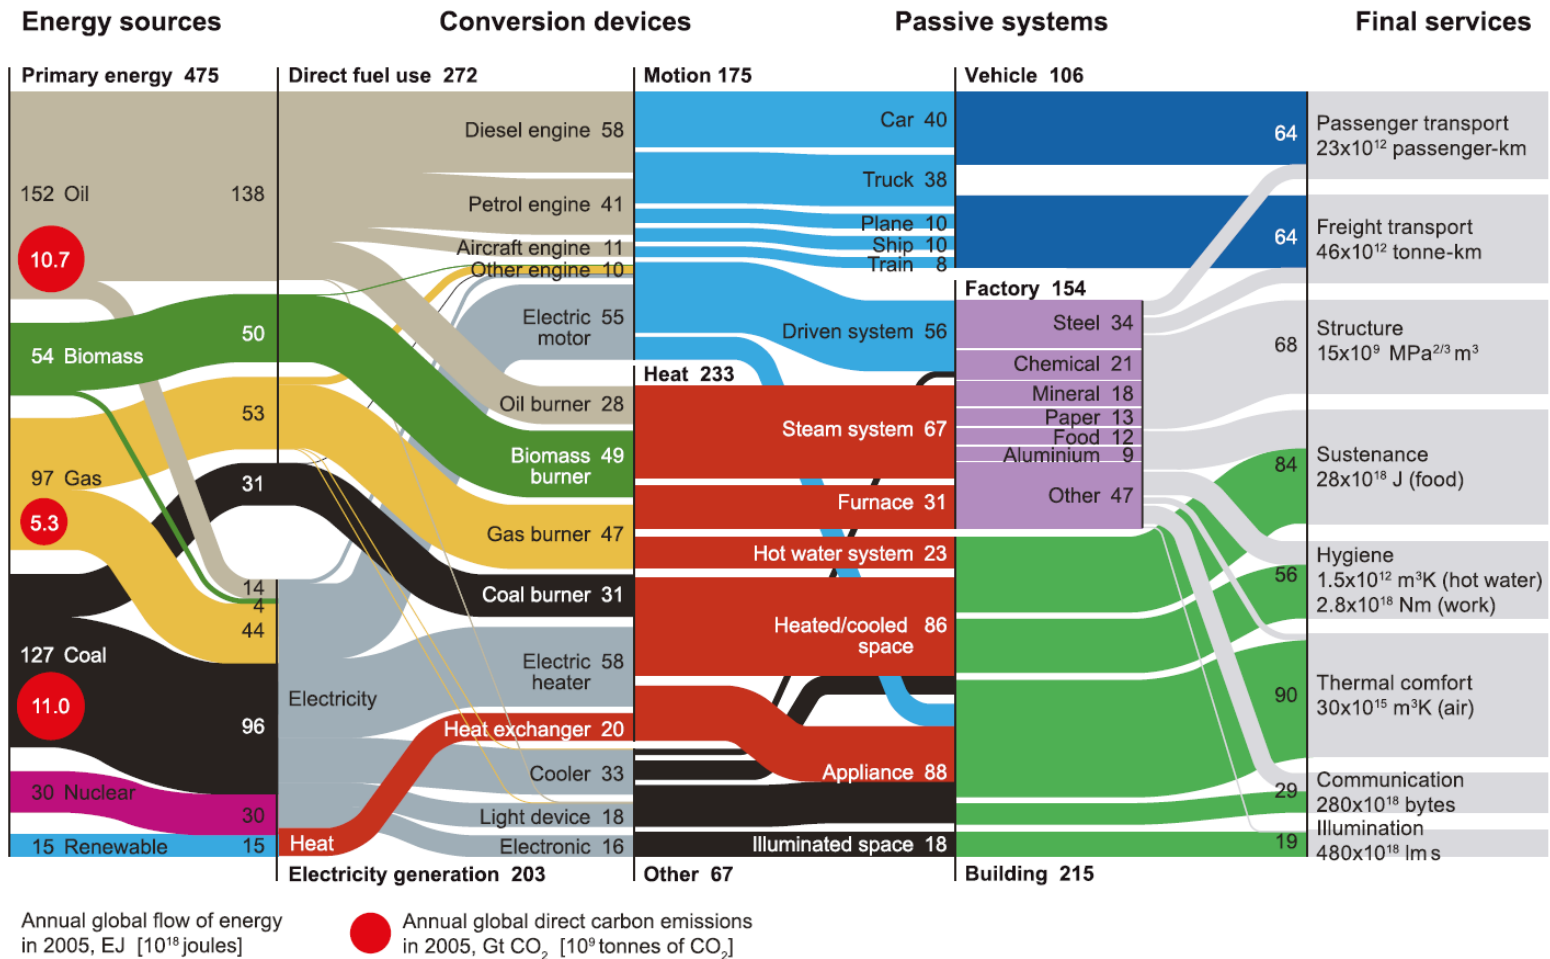 Energy sources
Conversion devices
Passive systems
Final services
Primary energy 475
Direct fuel use 272
Motion 175
Vehicle 106
152 Oil
10.7
138
54 Biomass
50
97 Gas
5.3
53
31
14
4
44
127 Coal
11.0
96
30 Nuclear
30
15 Renewable
15
Diesel engine 58
Petrol engine 41
Aircraft engine 11
Other engine 10
Electric
motor 55
Oil burner 28
Biomass
burner 49
Gas burner 47
Coal burner 31
Electricity
Electric
heater 58
Heat exchanger 20
Cooler 33
Light device 18
Heat
Electronic 16
Electricity generation 203
Car 40
Truck 38
Plane 10
Ship 10
Train 8
Driven system 56
Heat 233
Steam system 67
Furnace 31
Hot water system 23
Heated/cooled 86
space
Appliance 88
Illuminated space 18
Other 67
64
64
Factory 154
Steel 34
Chemical 21
Mineral 18
Paper 13
Food 12
Aluminium 9
Other 47
68
84
56
90
29
19
Building 215
Passenger transport
23x10¹² passenger-km
Freight transport
46x10¹² tonne-km
Structure
15x10⁹ MPa²ᐟ³ m³
Sustenance
28x10¹⁸ J (food)
Hygiene
1.5x10¹² m³K (hot water)
2.8x10¹⁸ Nm (work)
Thermal comfort
30x10¹⁵ m³K (air)
Communication
280x10¹⁸ bytes
Illumination
480x10¹⁸ lm s
Annual global flow of energy
in 2005, EJ [10¹⁸ joules]
Annual global direct carbon emissions
in 2005, Gt CO₂ [10⁹ tonnes of CO₂]